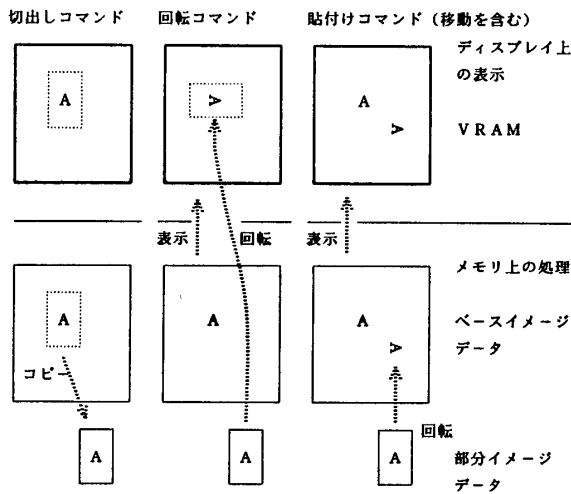 切出しコマンド
回転コマンド
貼付けコマンド（移動を含む）
ディスプレイ上
の表示
A
A
A
A
VRAM
表示
回転
表示
メモリ上の処理
A
A
A
A
ベースイメージ
データ
コピー
回転
A
A
A
部分イメージ
データ